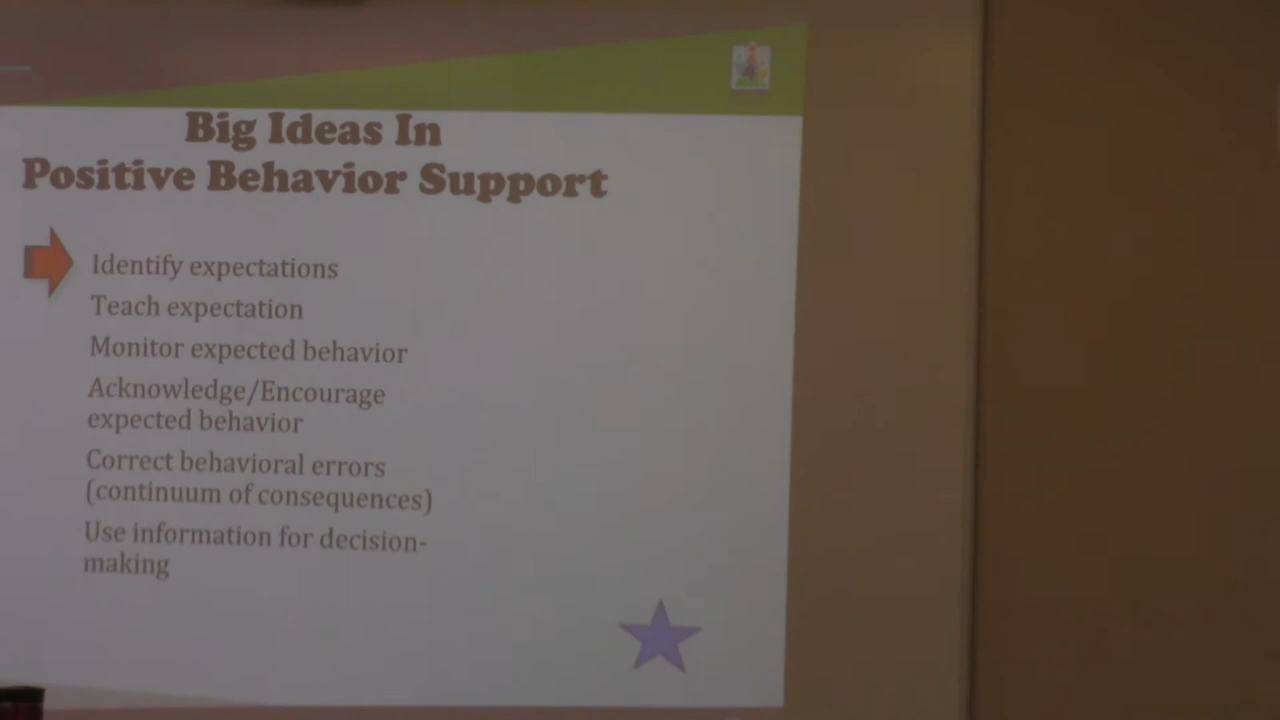 Big Ideas In
Positive Behavior Support
Identify expectations
Teach expectation
Monitor expected behavior
Acknowledge/Encourage
expected behavior
Correct behavioral errors
(continuum of consequences)
Use information for decision-
making